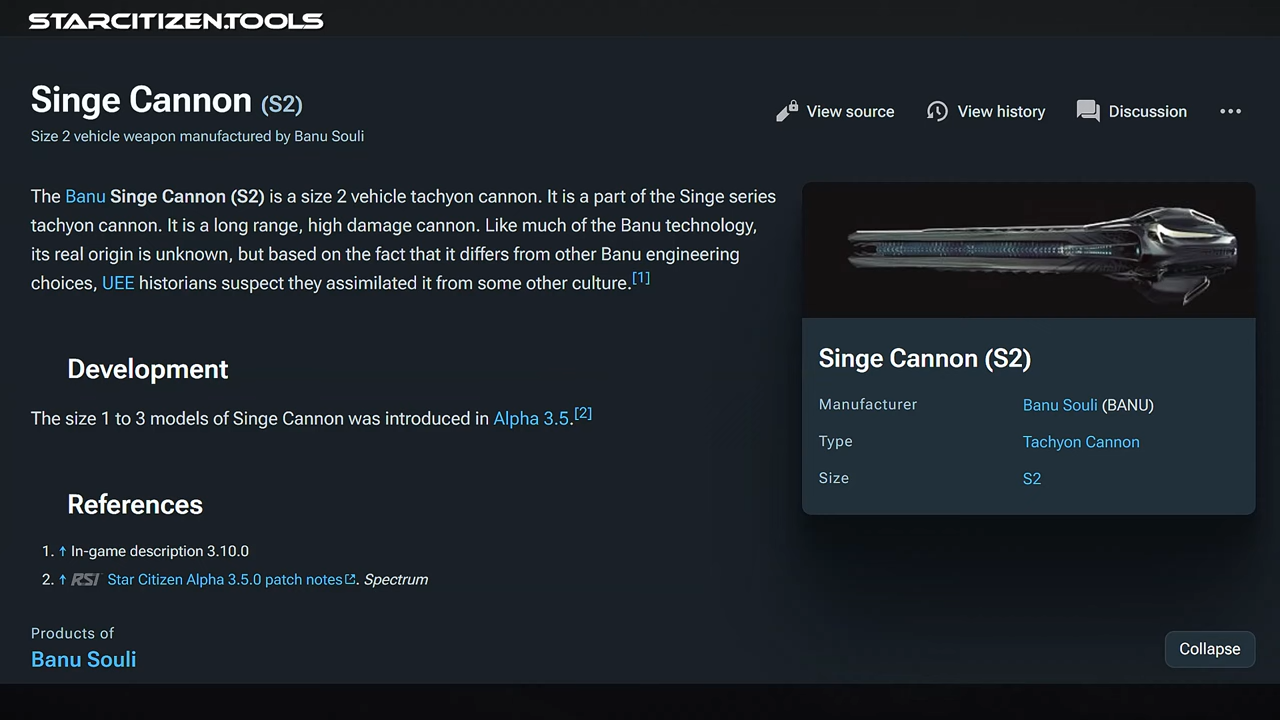 STARCITIZEN.TOOLS
Singe Cannon (S2)
Size 2 vehicle weapon manufactured by Banu Souli
View source
View history
Discussion
The Banu Singe Cannon (S2) is a size 2 vehicle tachyon cannon. It is a part of the Singe series
tachyon cannon. It is a long range, high damage cannon. Like much of the Banu technology,
its real origin is unknown, but based on the fact that it differs from other Banu engineering
choices, UEE historians suspect they assimilated it from some other culture.[1]
Singe Cannon (S2)
Manufacturer Banu Souli (BANU)
Type Tachyon Cannon
Size S2
Development
The size 1 to 3 models of Singe Cannon was introduced in Alpha 3.5.[2]
References
1. ↑ In-game description 3.10.0
2. ↑ RSI Star Citizen Alpha 3.5.0 patch notes. Spectrum
Products of
Banu Souli
Collapse